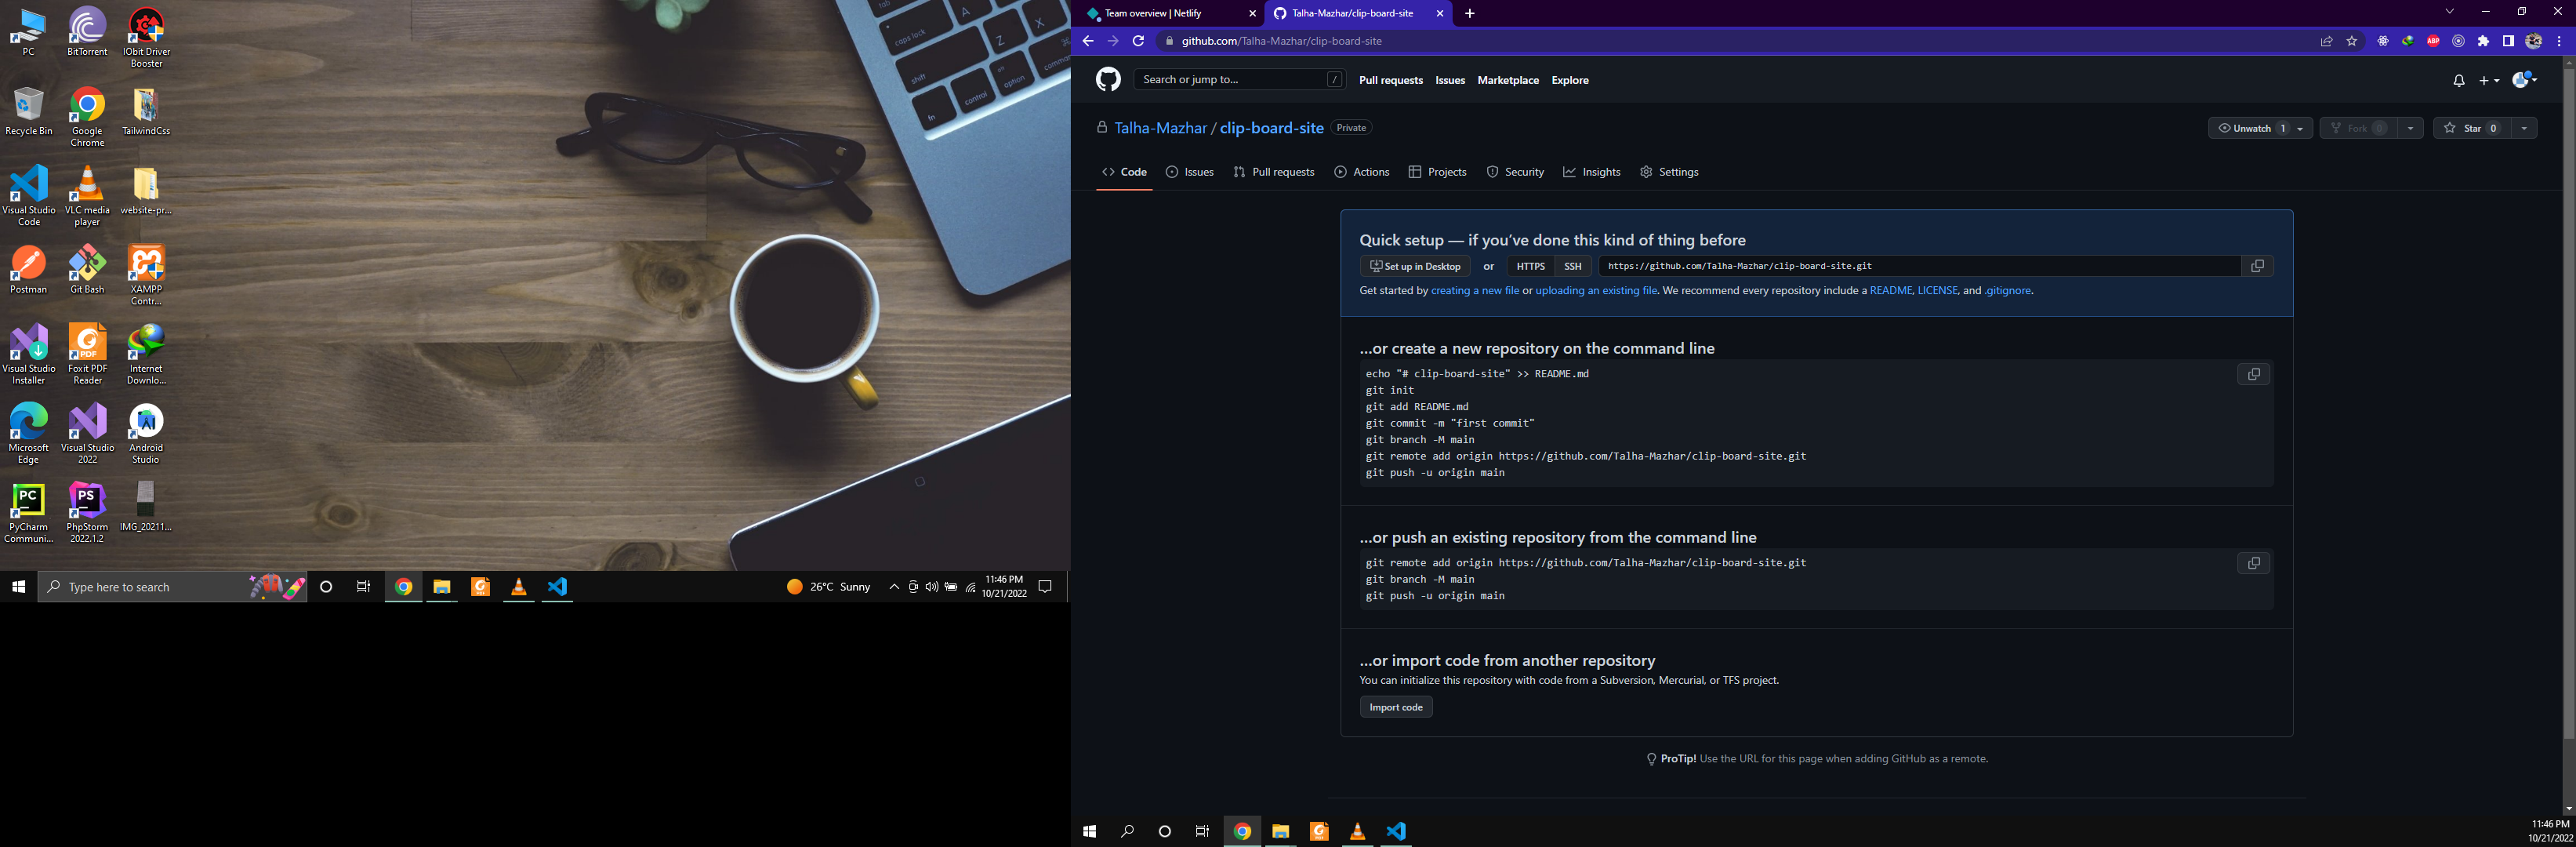 PC
BitTorrent
IObit Driver
Booster
Recycle Bin
Google
Chrome
TailwindCss
Visual Studio
Code
VLC media
player
website-pr...
Postman
Git Bash
XAMPP
Contr...
Visual Studio
Installer
Foxit PDF
Reader
Internet
Downlo...
Microsoft
Edge
Visual Studio
2022
Android
Studio
PyCharm
Communi...
PhpStorm
2022.1.2
IMG_20211...
tab
caps lock
A
shift
Z
X
fn
control
alt
option
command
Type here to search
26°C Sunny
11:46 PM
10/21/2022
Team overview | Netlify
Talha-Mazhar/clip-board-site
github.com/Talha-Mazhar/clip-board-site
ABP
Search or jump to...
/
Pull requests Issues Marketplace Explore
Talha-Mazhar / clip-board-site Private
Unwatch 1
Fork 0
Star 0
Code Issues Pull requests Actions Projects Security Insights Settings
Quick setup — if you’ve done this kind of thing before
Set up in Desktop or HTTPS SSH https://github.com/Talha-Mazhar/clip-board-site.git
Get started by creating a new file or uploading an existing file. We recommend every repository include a README, LICENSE, and .gitignore.
…or create a new repository on the command line
echo "# clip-board-site" >> README.md
git init
git add README.md
git commit -m "first commit"
git branch -M main
git remote add origin https://github.com/Talha-Mazhar/clip-board-site.git
git push -u origin main
…or push an existing repository from the command line
git remote add origin https://github.com/Talha-Mazhar/clip-board-site.git
git branch -M main
git push -u origin main
…or import code from another repository
You can initialize this repository with code from a Subversion, Mercurial, or TFS project.
Import code
ProTip! Use the URL for this page when adding GitHub as a remote.
11:46 PM
10/21/2022